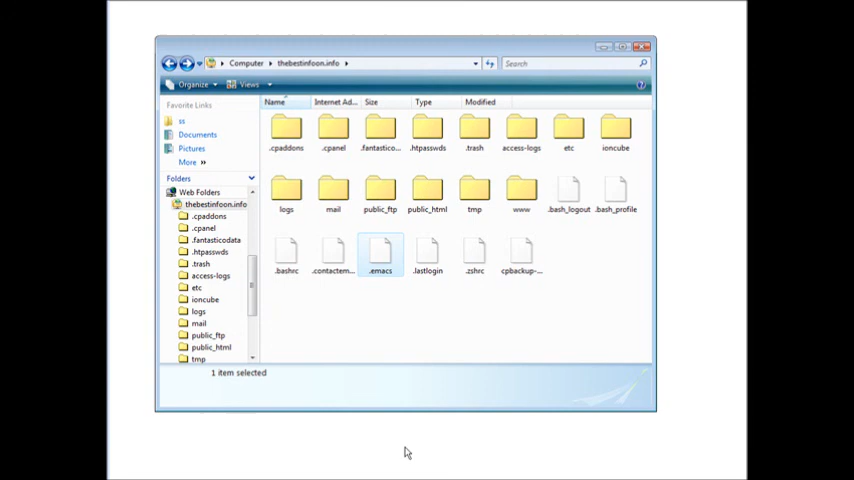 Computer thebestinfoon.info Search
Organize Views
Favorite Links Name Internet Ad... Size Type Modified
ss
Documents
Pictures
More
Folders
Web Folders
thebestinfoon.info
.cpaddons
.cpanel
.fantasticodata
.htpasswds
.trash
access-logs
etc
ioncube
logs
mail
public_ftp
public_html
tmp
.cpaddons .cpanel .fantastico... .htpasswds .trash access-logs etc ioncube
logs mail public_ftp public_html tmp www .bash_logout .bash_profile
.bashrc .contactem... .emacs .lastlogin .zshrc cpbackup-...
1 item selected